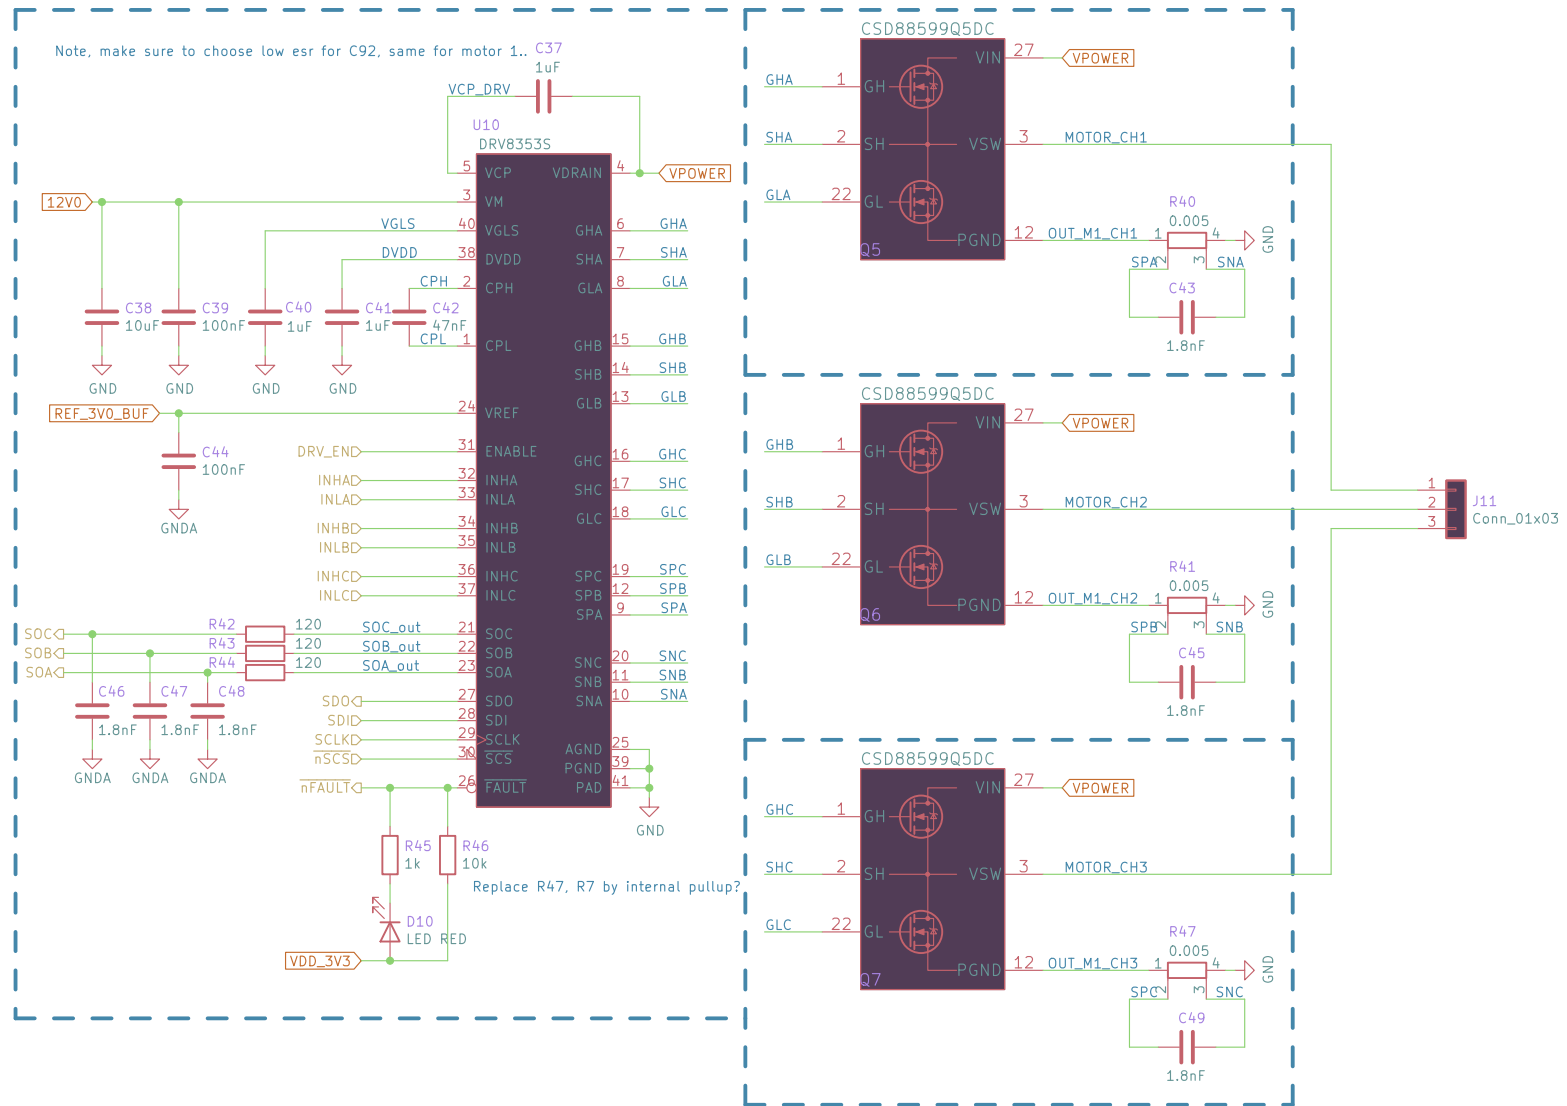 Note, make sure to choose low esr for C92, same for motor 1..
C37
1uF
VCP_DRV
U10
DRV8353S
5 VCP
VDRAIN 4
VPOWER
12V0
3 VM
VGLS
40 VGLS
GHA 6 GHA
DVDD
38 DVDD
SHA 7 SHA
CPH
2 CPH
GLA 8 GLA
C38
10uF
C39
100nF
C40
1uF
C41
1uF
C42
47nF
CPL
1 CPL
GHB 15 GHB
SHB 14 SHB
GLB 13 GLB
GND
GND
GND
GND
REF_3V0_BUF
24 VREF
C44
100nF
GNDA
DRV_EN
31 ENABLE
GHC 16 GHC
INHA
32 INHA
SHC 17 SHC
INLA
33 INLA
GLC 18 GLC
INHB
34 INHB
INLB
35 INLB
INHC
36 INHC
SPC 19 SPC
INLC
37 INLC
SPB 12 SPB
SPA 9 SPA
SOC
R42
120
SOC_out
21 SOC
SOB
R43
120
SOB_out
22 SOB
SNC 20 SNC
SOA
R44
120
SOA_out
23 SOA
SNB 11 SNB
SNA 10 SNA
C46
1.8nF
C47
1.8nF
C48
1.8nF
GNDA
GNDA
GNDA
SDO
27 SDO
SDI
28 SDI
SCLK
29 SCLK
nSCS
30 SCS
nFAULT
26 FAULT
AGND 25
PGND 39
PAD 41
GND
R45
1k
R46
10k
Replace R47, R7 by internal pullup?
D10
LED RED
VDD_3V3
CSD88599Q5DC
VIN 27
VPOWER
GHA
1 GH
SHA
2 SH
VSW 3
MOTOR_CH1
GLA
22 GL
PGND 12
OUT_M1_CH1
Q5
R40
0.005
1 4
2 3
GND
SPA
SNA
C43
1.8nF
CSD88599Q5DC
VIN 27
VPOWER
GHB
1 GH
SHB
2 SH
VSW 3
MOTOR_CH2
GLB
22 GL
PGND 12
OUT_M1_CH2
Q6
R41
0.005
1 4
2 3
GND
SPB
SNB
C45
1.8nF
CSD88599Q5DC
VIN 27
VPOWER
GHC
1 GH
SHC
2 SH
VSW 3
MOTOR_CH3
GLC
22 GL
PGND 12
OUT_M1_CH3
Q7
R47
0.005
1 4
2 3
GND
SPC
SNC
C49
1.8nF
1
2
3
J11
Conn_01x03